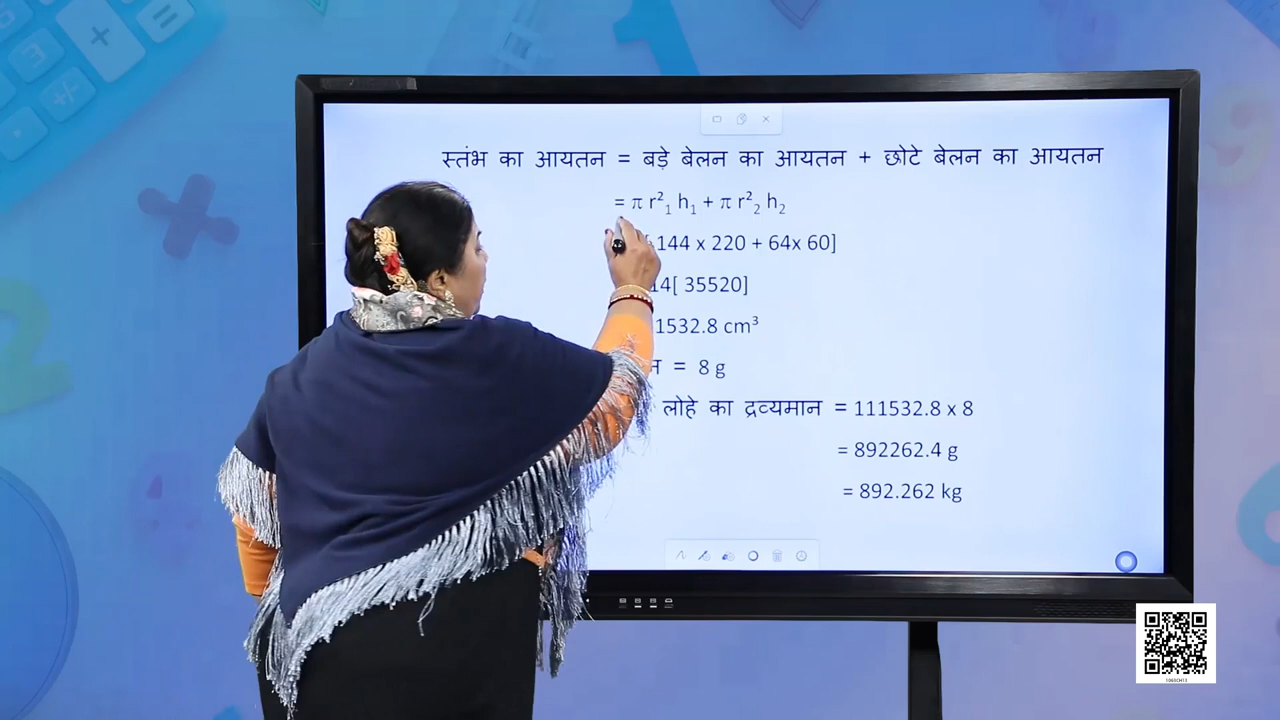 स्तंभ का आयतन = बड़े बेलन का आयतन + छोटे बेलन का आयतन
= π r²₁ h₁ + π r²₂ h₂
144 x 220 + 64x 60]
14[ 35520]
1532.8 cm³
= 8 g
लोहे का द्रव्यमान = 111532.8 x 8
= 892262.4 g
= 892.262 kg